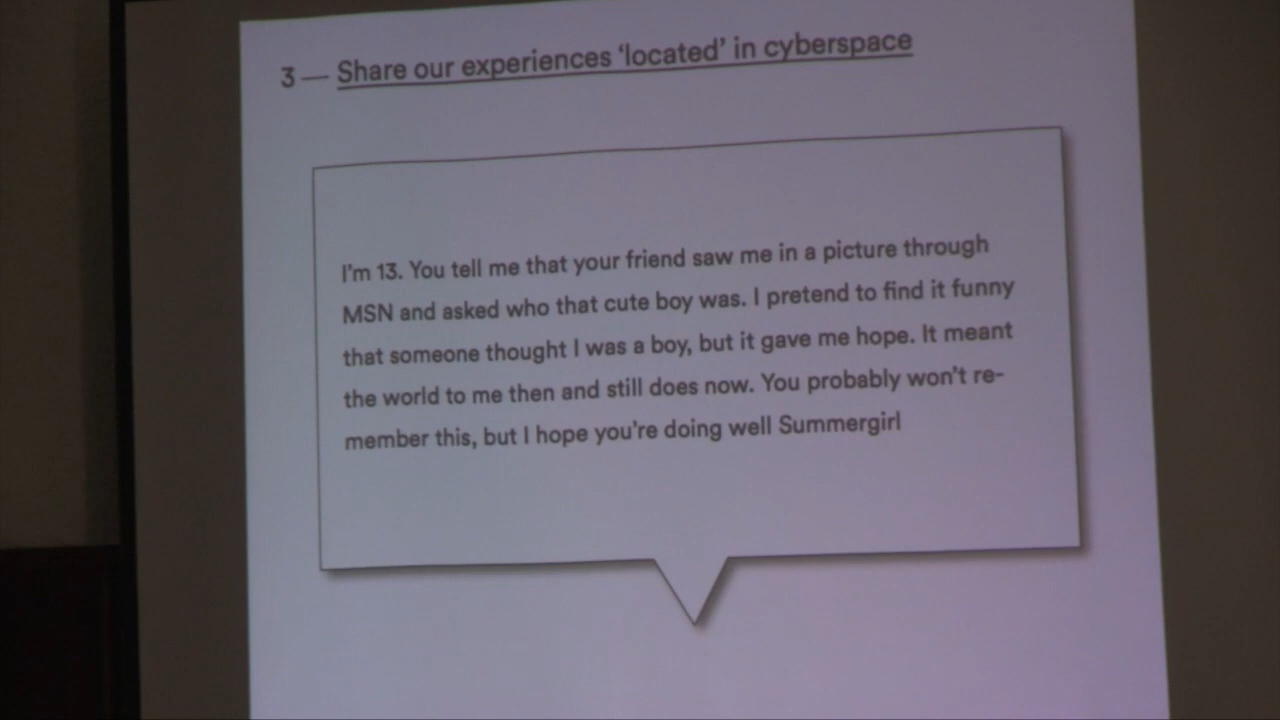 3 — Share our experiences ‘located’ in cyberspace
I’m 13. You tell me that your friend saw me in a picture through
MSN and asked who that cute boy was. I pretend to find it funny
that someone thought I was a boy, but it gave me hope. It meant
the world to me then and still does now. You probably won’t re-
member this, but I hope you’re doing well Summergirl